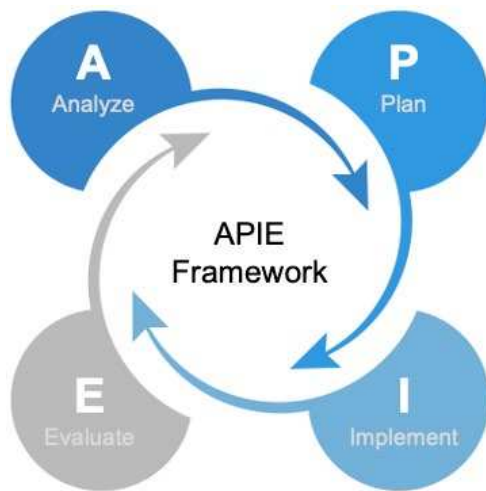 A
Analyze
P
Plan
APIE
Framework
E
Evaluate
I
Implement